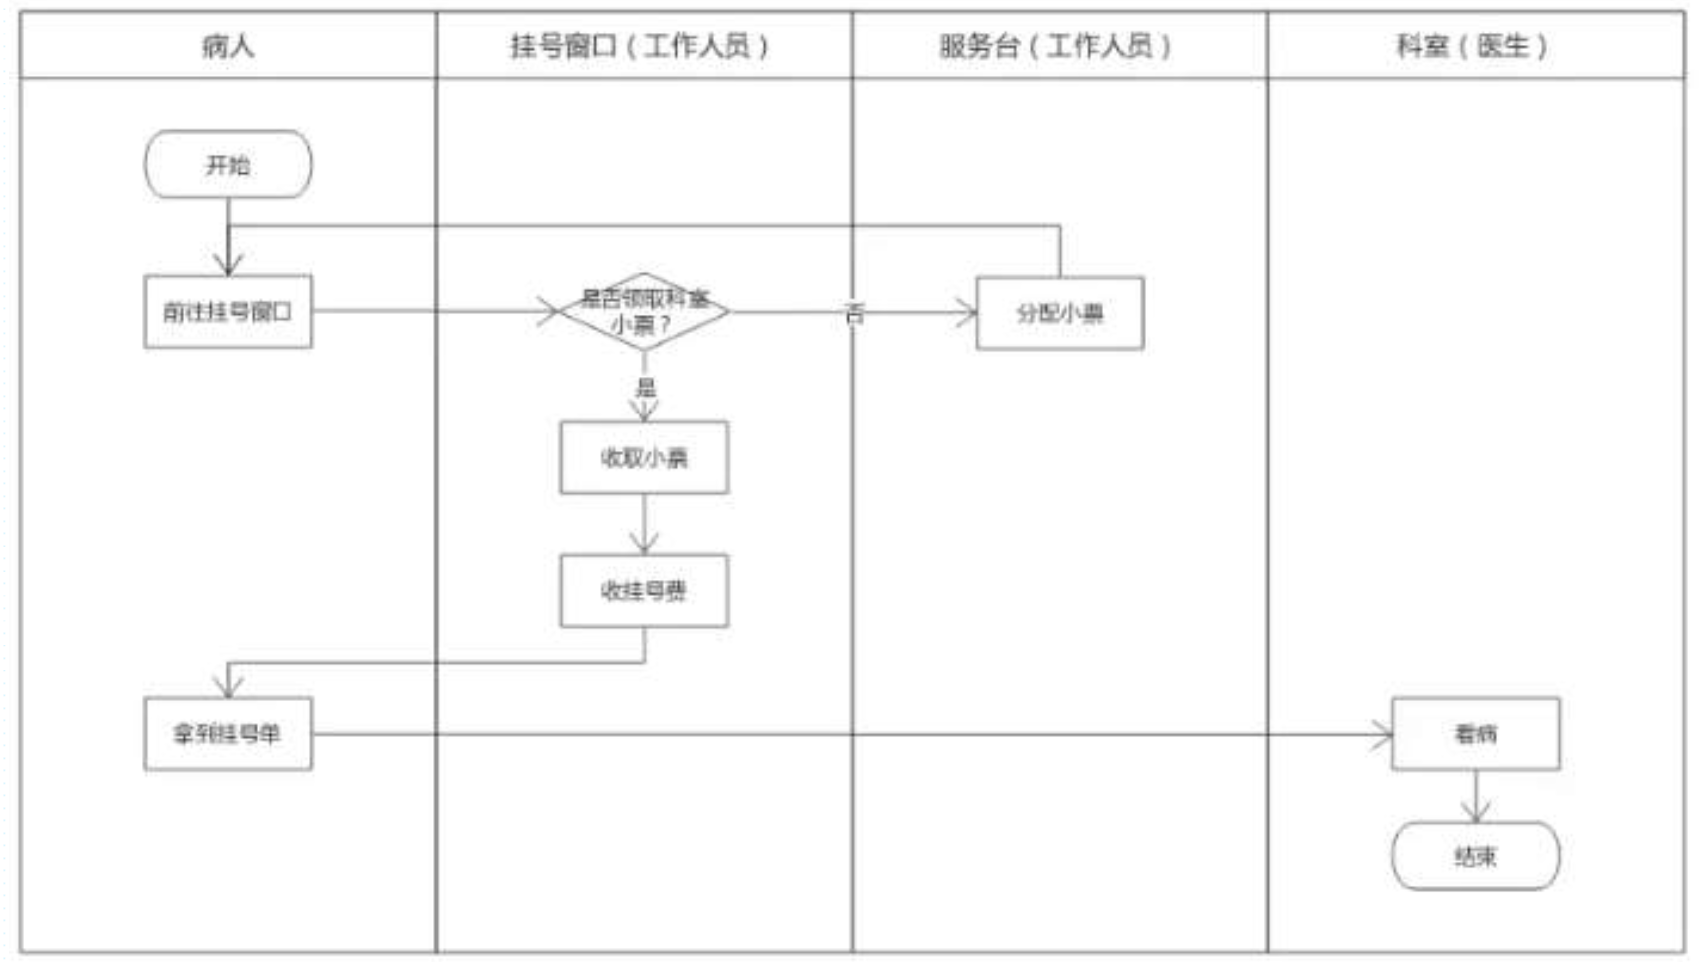 病人
挂号窗口（工作人员）
服务台（工作人员）
科室（医生）
开始
前往挂号窗口
是否领取科室
小票？
否
分配小票
是
收取小票
收挂号费
拿到挂号单
看病
结束